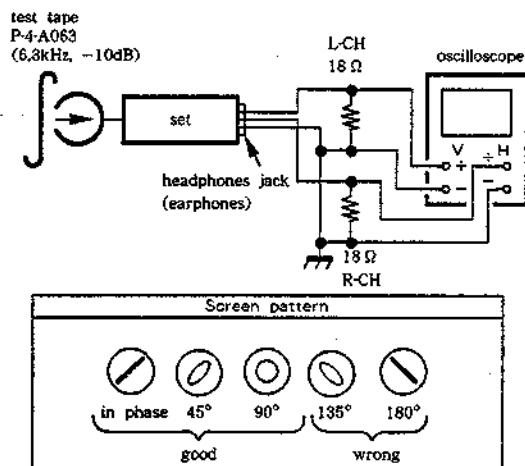 test tape
P-4-A063
(6.3kHz, -10dB)
L-CH
18 Ω
oscilloscope
set
V
÷ H
+
-
-
headphones jack
(earphones)
18 Ω
R-CH
Screen pattern
in phase 45° 90° 135° 180°
good wrong